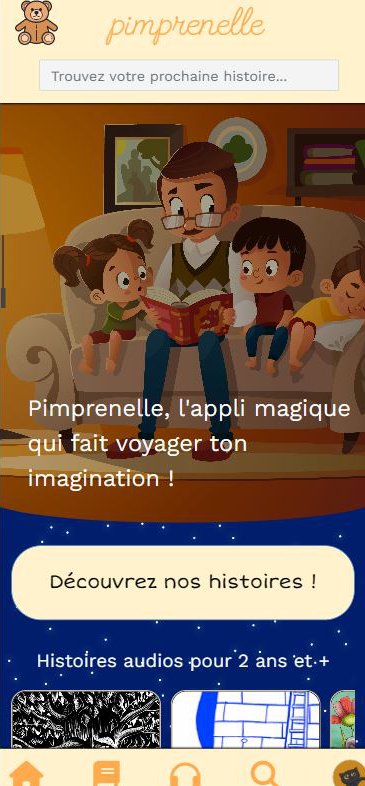 pimprenelle
Trouvez votre prochaine histoire...
Pimprenelle, l'appli magique
qui fait voyager ton
imagination !
Découvrez nos histoires !
Histoires audios pour 2 ans et +